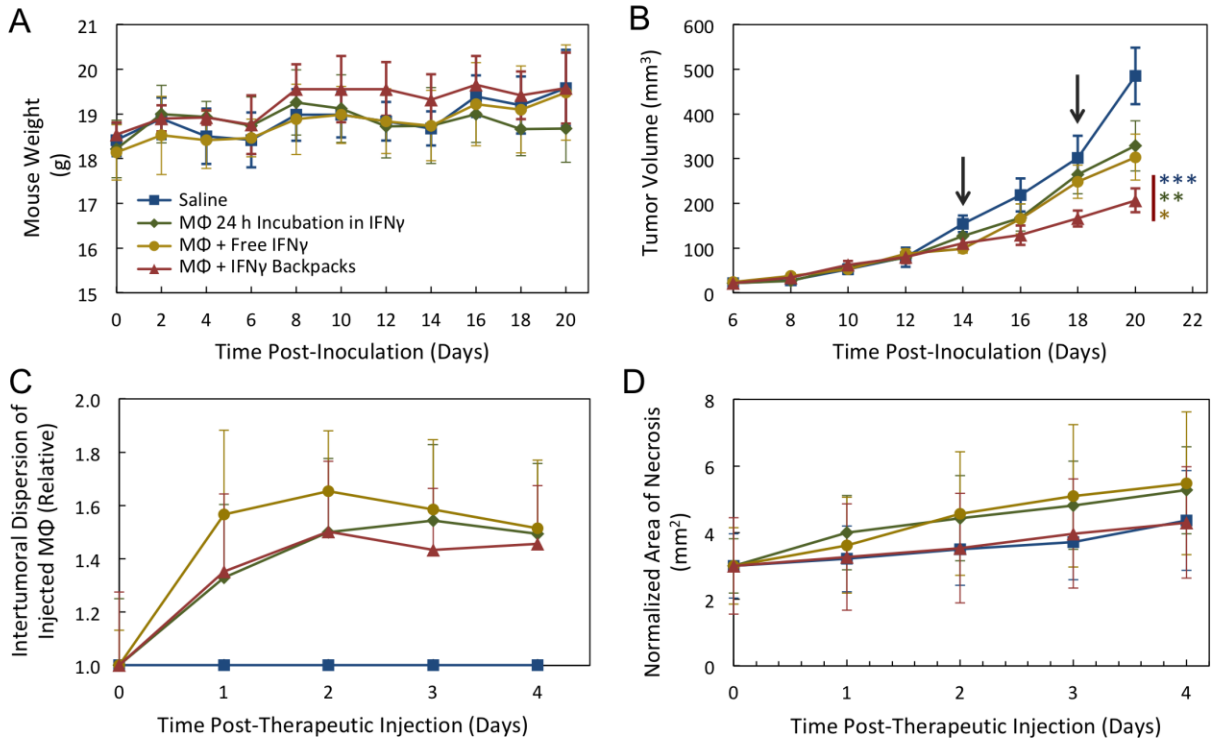 A
21
20
19
18
17
16
15
Mouse Weight
(g)
Saline
MΦ 24 h Incubation in IFNγ
MΦ + Free IFNγ
MΦ + IFNγ Backpacks
0 2 4 6 8 10 12 14 16 18 20
Time Post-Inoculation (Days)
B
600
500
400
300
200
100
0
Tumor Volume (mm³)
***
**
*
6 8 10 12 14 16 18 20 22
Time Post-Inoculation (Days)
C
2.0
1.8
1.6
1.4
1.2
1.0
Intertumoral Dispersion of
Injected MΦ (Relative)
0 1 2 3 4
Time Post-Therapeutic Injection (Days)
D
8
6
4
2
0
Normalized Area of Necrosis
(mm²)
0 1 2 3 4
Time Post-Therapeutic Injection (Days)